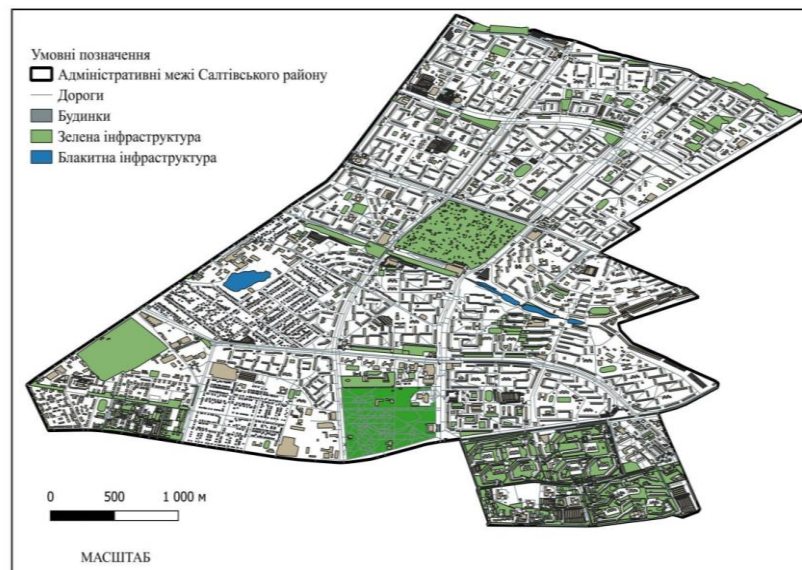 Умовні позначення
Адміністративні межі Салтівського району
Дороги
Будинки
Зелена інфраструктура
Блакитна інфраструктура
0 500 1 000 м
МАСШТАБ